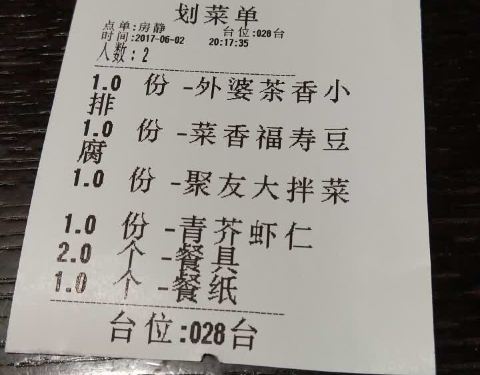 划菜单
点单:房静 台位:028台
时间:2017-06-02 20:17:35
人数:2
1.0 份 -外婆茶香小
排
1.0 份 -菜香福寿豆
腐
1.0 份 -聚友大拌菜
1.0 份 -青芥虾仁
2.0 个 -餐具
1.0 个 -餐纸
台位:028台